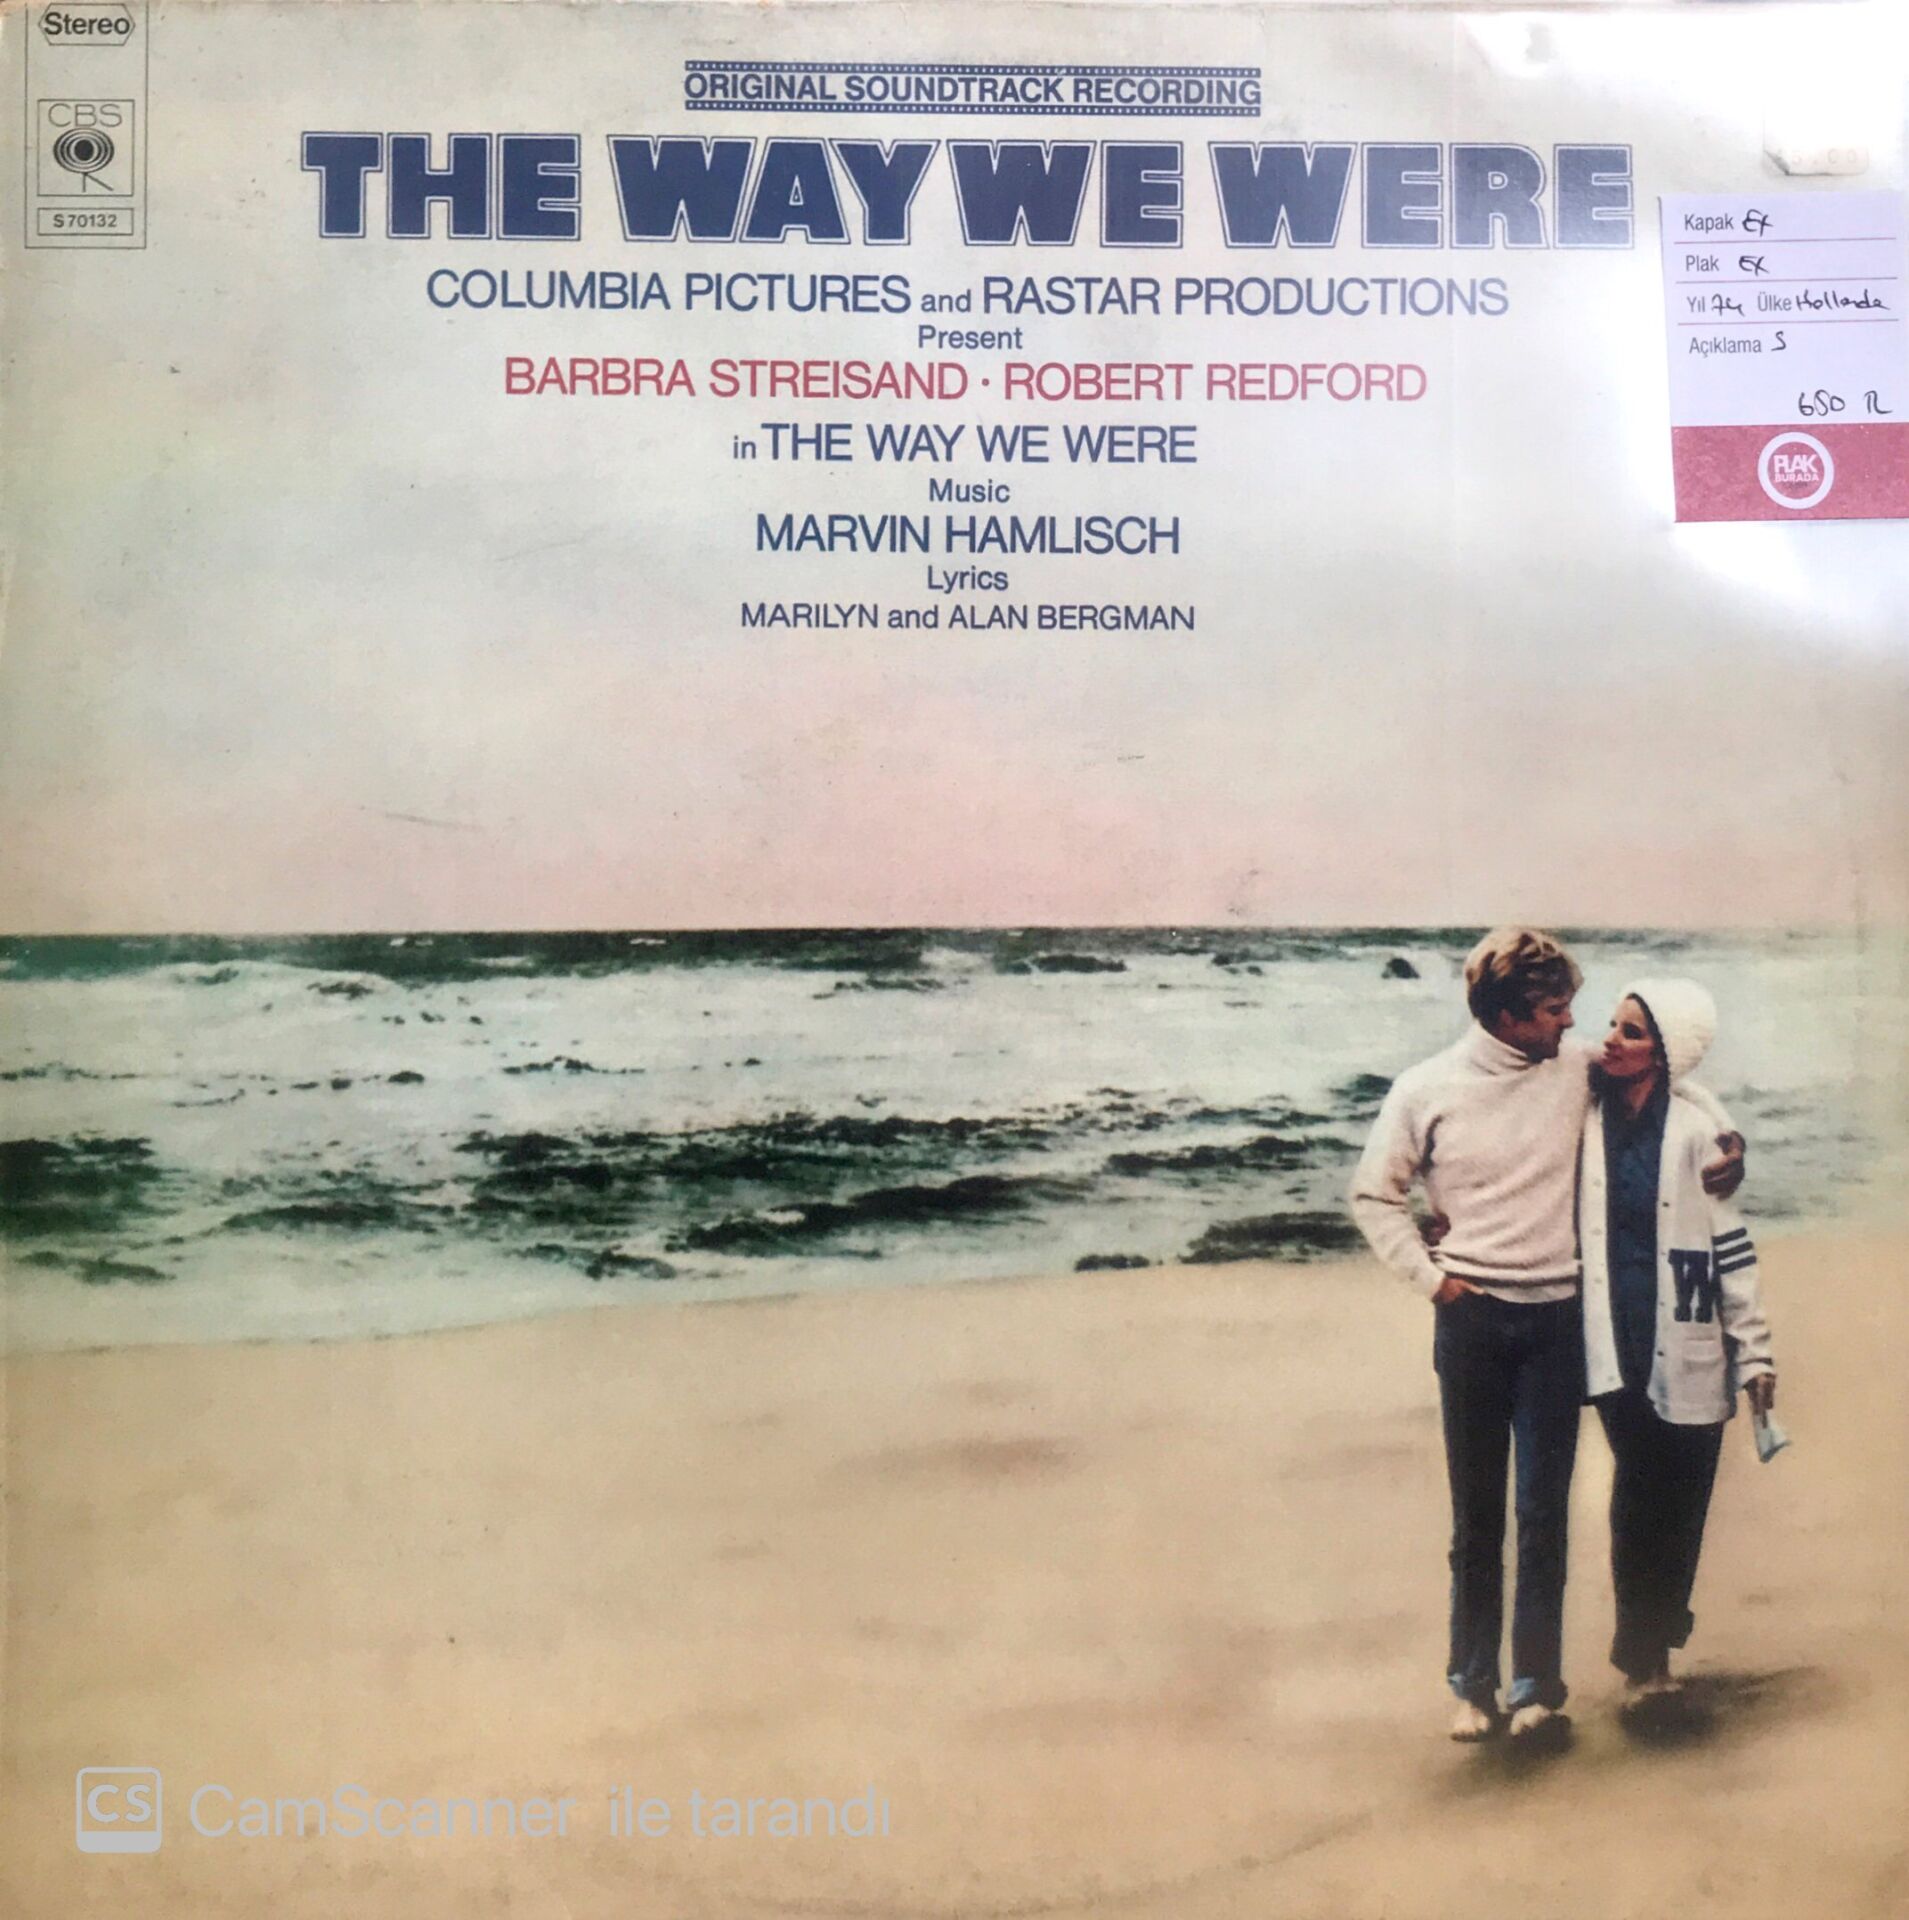 Stereo
CBS
S 70132
ORIGINAL SOUNDTRACK RECORDING
THE WAY WE WERE
COLUMBIA PICTURES and RASTAR PRODUCTIONS
Present
BARBRA STREISAND · ROBERT REDFORD
in THE WAY WE WERE
Music
MARVIN HAMLISCH
Lyrics
MARILYN and ALAN BERGMAN
Kapak EX
Plak EX
Yıl 74 Ülke Hollanda
Açıklama S
650 TL
PLAK
BURADA
W
CS CamScanner ile tarandı